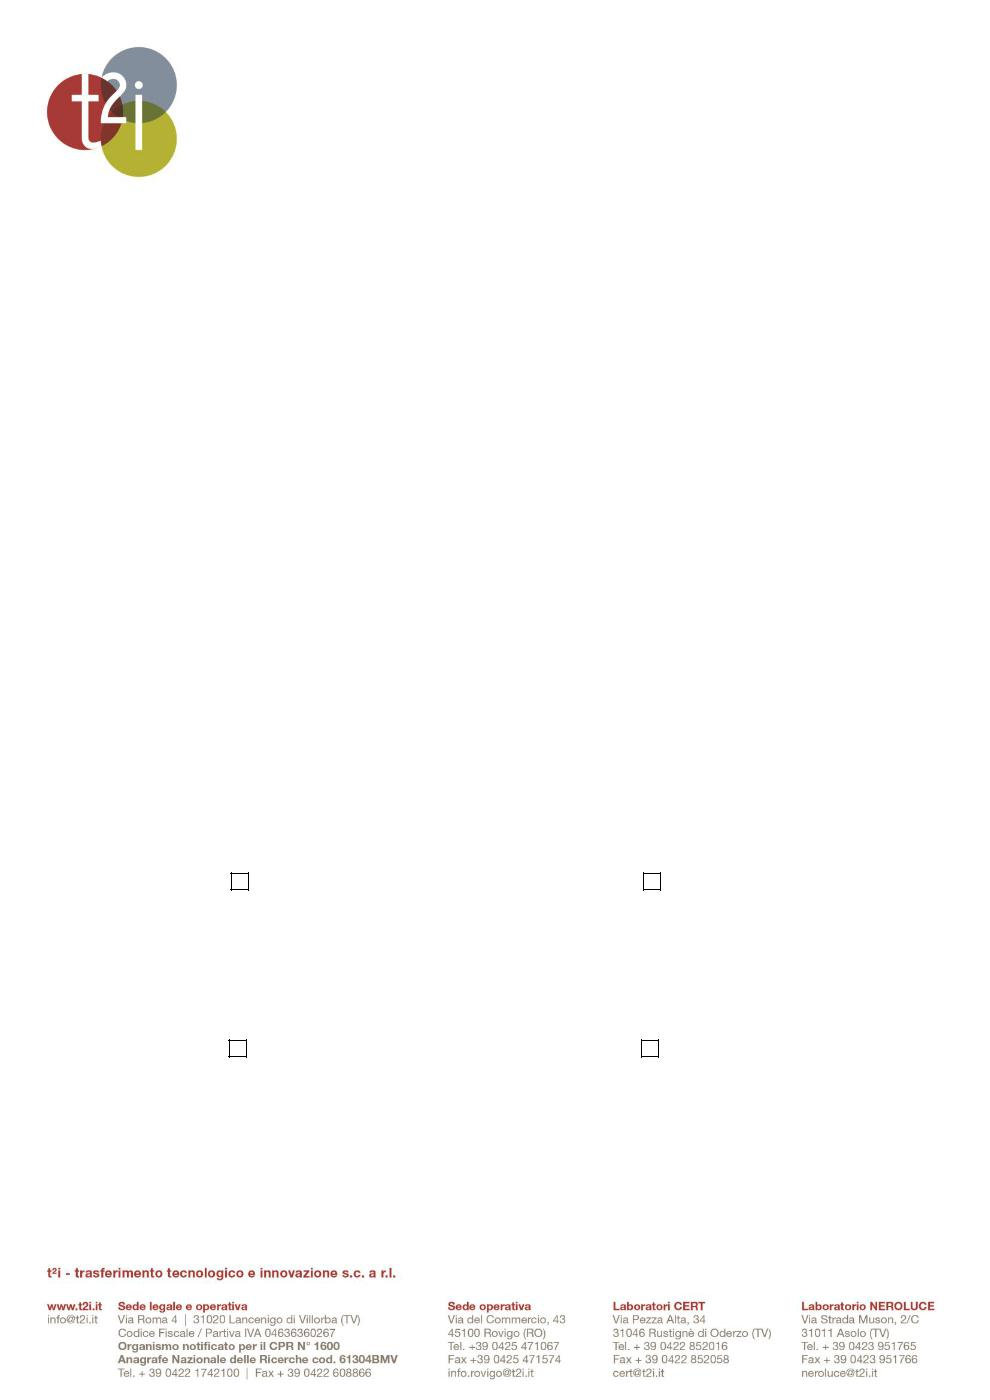 t²i
t²i - trasferimento tecnologico e innovazione s.c. a r.l.
www.t2i.it
info@t2i.it
Sede legale e operativa
Via Roma 4 | 31020 Lancenigo di Villorba (TV)
Codice Fiscale / Partiva IVA 04636360267
Organismo notificato per il CPR N° 1600
Anagrafe Nazionale delle Ricerche cod. 61304BMV
Tel. + 39 0422 1742100 | Fax + 39 0422 608866
Sede operativa
Via del Commercio, 43
45100 Rovigo (RO)
Tel. +39 0425 471067
Fax +39 0425 471574
info.rovigo@t2i.it
Laboratori CERT
Via Pezza Alta, 34
31046 Rustignè di Oderzo (TV)
Tel. + 39 0422 852016
Fax + 39 0422 852058
cert@t2i.it
Laboratorio NEROLUCE
Via Strada Muson, 2/C
31011 Asolo (TV)
Tel. + 39 0423 951765
Fax + 39 0423 951766
neroluce@t2i.it